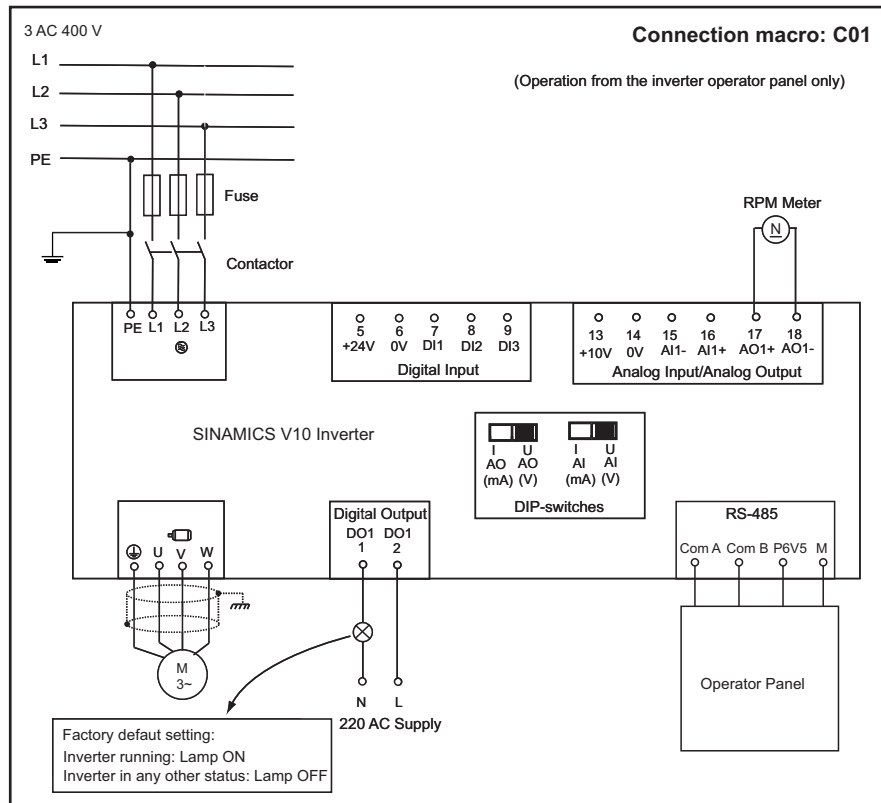 3 AC 400 V
Connection macro: C01
L1
(Operation from the inverter operator panel only)
L2
L3
PE
Fuse
RPM Meter
N
Contactor
PE L1 L2 L3
5 6 7 8 9
+24V 0V DI1 DI2 DI3
Digital Input
13 14 15 16 17 18
+10V 0V AI1- AI1+ AO1+ AO1-
Analog Input/Analog Output
SINAMICS V10 Inverter
I U I U
AO AO AI AI
(mA) (V) (mA) (V)
DIP-switches
Digital Output
DO1 DO1
1 2
RS-485
Com A Com B P6V5 M
U V W
M
3~
Operator Panel
N L
220 AC Supply
Factory defaut setting:
Inverter running: Lamp ON
Inverter in any other status: Lamp OFF